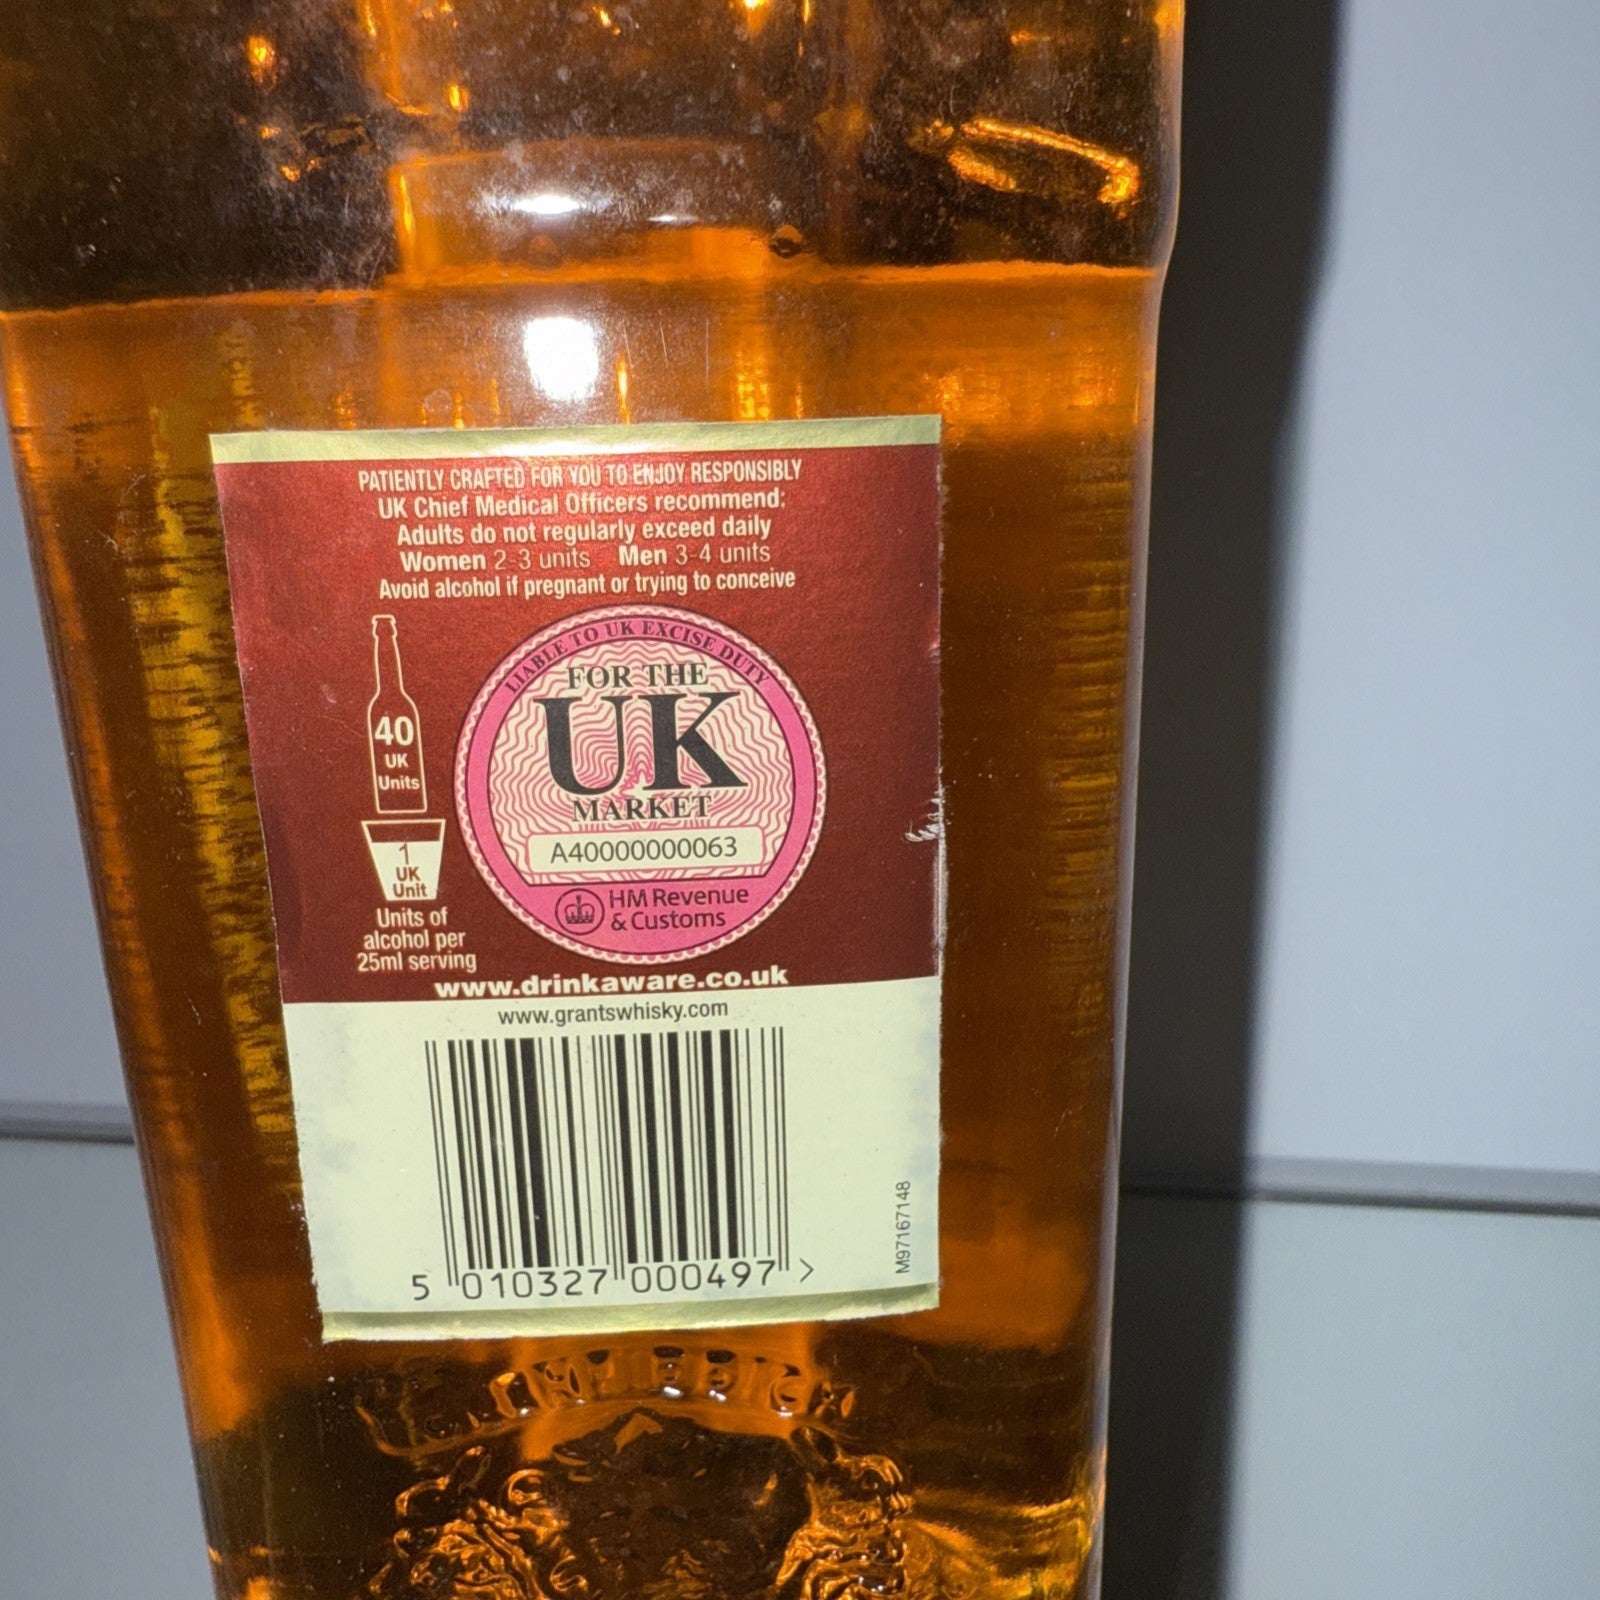 PATIENTLY CRAFTED FOR YOU TO ENJOY RESPONSIBLY
UK Chief Medical Officers recommend:
Adults do not regularly exceed daily
Women 2-3 units Men 3-4 units
Avoid alcohol if pregnant or trying to conceive
40
UK
Units
1
UK
Unit
Units of
alcohol per
25ml serving
LIABLE TO UK EXCISE DUTY
FOR THE
UK
MARKET
A40000000063
HM Revenue
& Customs
www.drinkaware.co.uk
www.grantswhisky.com
5 010327 000497 >
M97167148